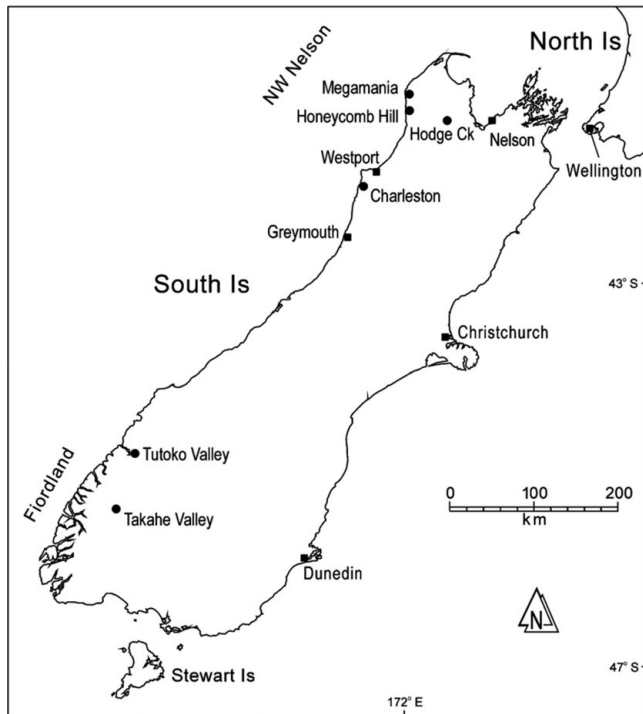 North Is
NW Nelson
Megamania
Honeycomb Hill
Hodge Ck
Nelson
Wellington
Westport
Charleston
Greymouth
South Is
43° S
Christchurch
Tutoko Valley
Fiordland
Takahe Valley
0 100 200
km
Dunedin
N
Stewart Is
47° S
172° E